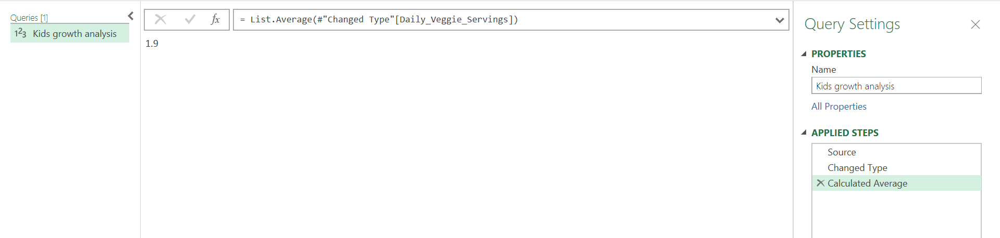 Queries [1]
123 Kids growth analysis
fx
= List.Average(#"Changed Type"[Daily_Veggie_Servings])
1.9
Query Settings
PROPERTIES
Name
Kids growth analysis
All Properties
APPLIED STEPS
Source
Changed Type
Calculated Average